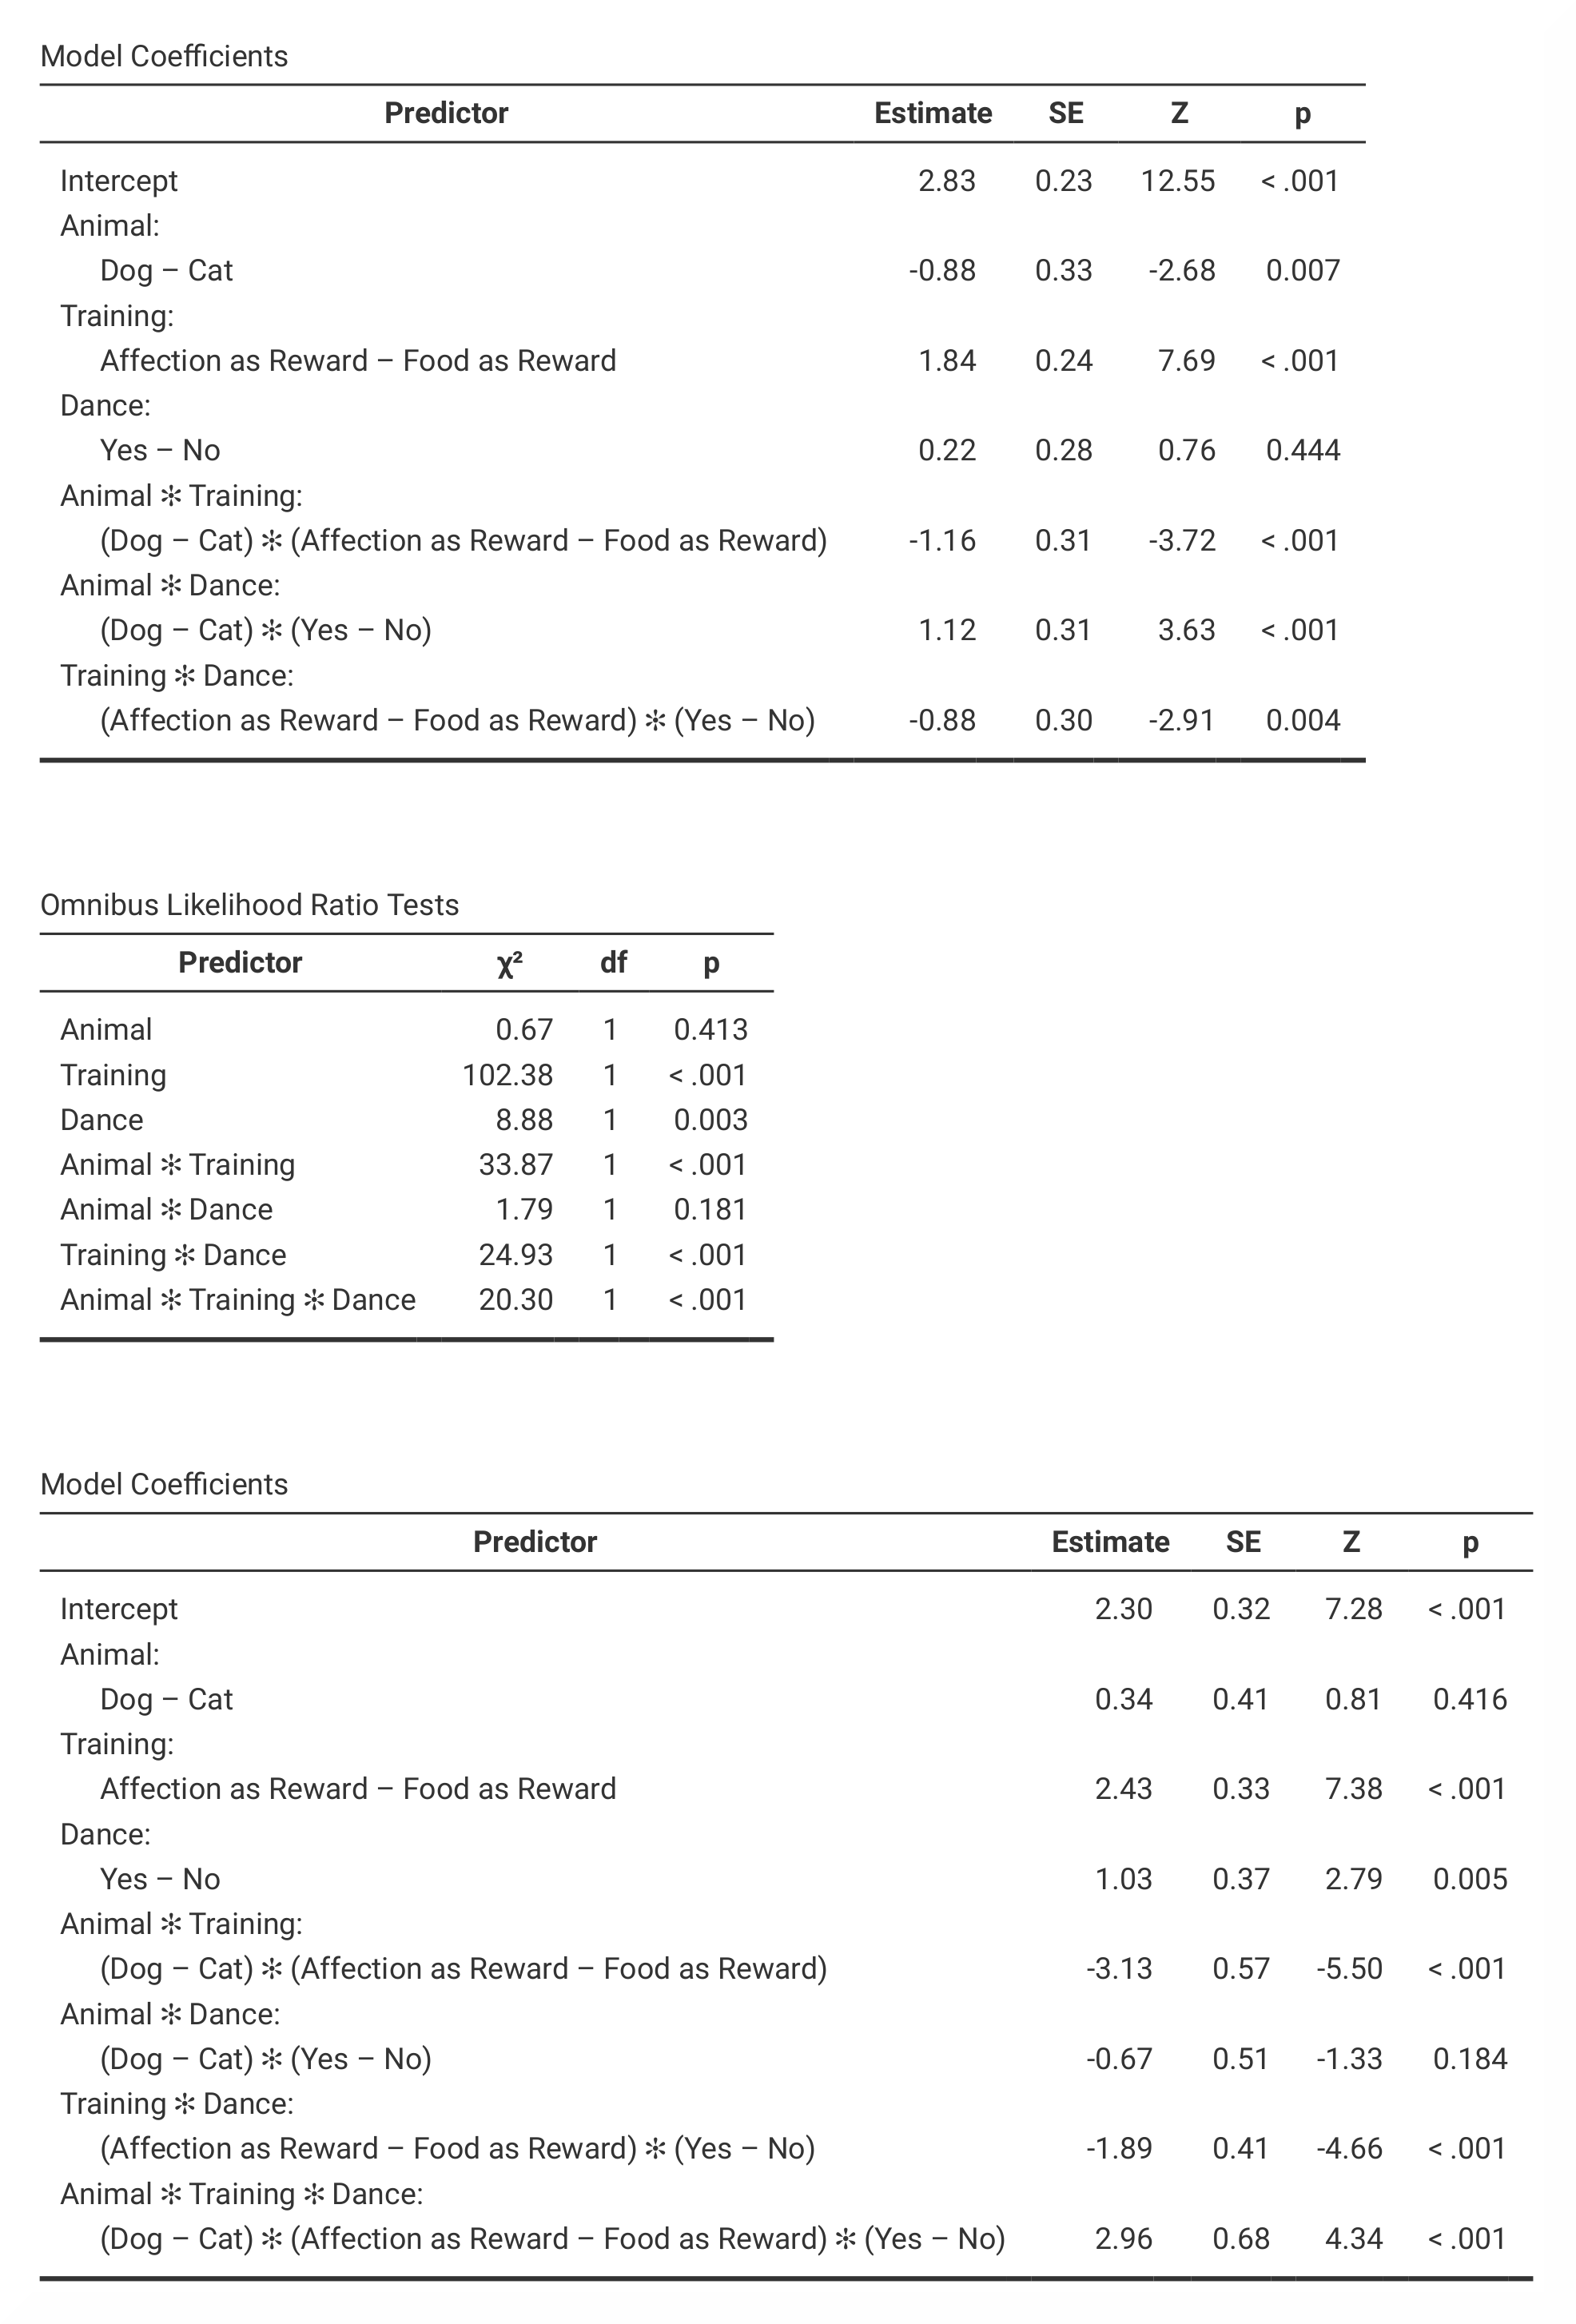 Model Coefficients
Predictor Estimate SE Z p
Intercept 2.83 0.23 12.55 < .001
Animal:
Dog – Cat -0.88 0.33 -2.68 0.007
Training:
Affection as Reward – Food as Reward 1.84 0.24 7.69 < .001
Dance:
Yes – No 0.22 0.28 0.76 0.444
Animal ✻ Training:
(Dog – Cat) ✻ (Affection as Reward – Food as Reward) -1.16 0.31 -3.72 < .001
Animal ✻ Dance:
(Dog – Cat) ✻ (Yes – No) 1.12 0.31 3.63 < .001
Training ✻ Dance:
(Affection as Reward – Food as Reward) ✻ (Yes – No) -0.88 0.30 -2.91 0.004
Omnibus Likelihood Ratio Tests
Predictor χ² df p
Animal 0.67 1 0.413
Training 102.38 1 < .001
Dance 8.88 1 0.003
Animal ✻ Training 33.87 1 < .001
Animal ✻ Dance 1.79 1 0.181
Training ✻ Dance 24.93 1 < .001
Animal ✻ Training ✻ Dance 20.30 1 < .001
Model Coefficients
Predictor Estimate SE Z p
Intercept 2.30 0.32 7.28 < .001
Animal:
Dog – Cat 0.34 0.41 0.81 0.416
Training:
Affection as Reward – Food as Reward 2.43 0.33 7.38 < .001
Dance:
Yes – No 1.03 0.37 2.79 0.005
Animal ✻ Training:
(Dog – Cat) ✻ (Affection as Reward – Food as Reward) -3.13 0.57 -5.50 < .001
Animal ✻ Dance:
(Dog – Cat) ✻ (Yes – No) -0.67 0.51 -1.33 0.184
Training ✻ Dance:
(Affection as Reward – Food as Reward) ✻ (Yes – No) -1.89 0.41 -4.66 < .001
Animal ✻ Training ✻ Dance:
(Dog – Cat) ✻ (Affection as Reward – Food as Reward) ✻ (Yes – No) 2.96 0.68 4.34 < .001